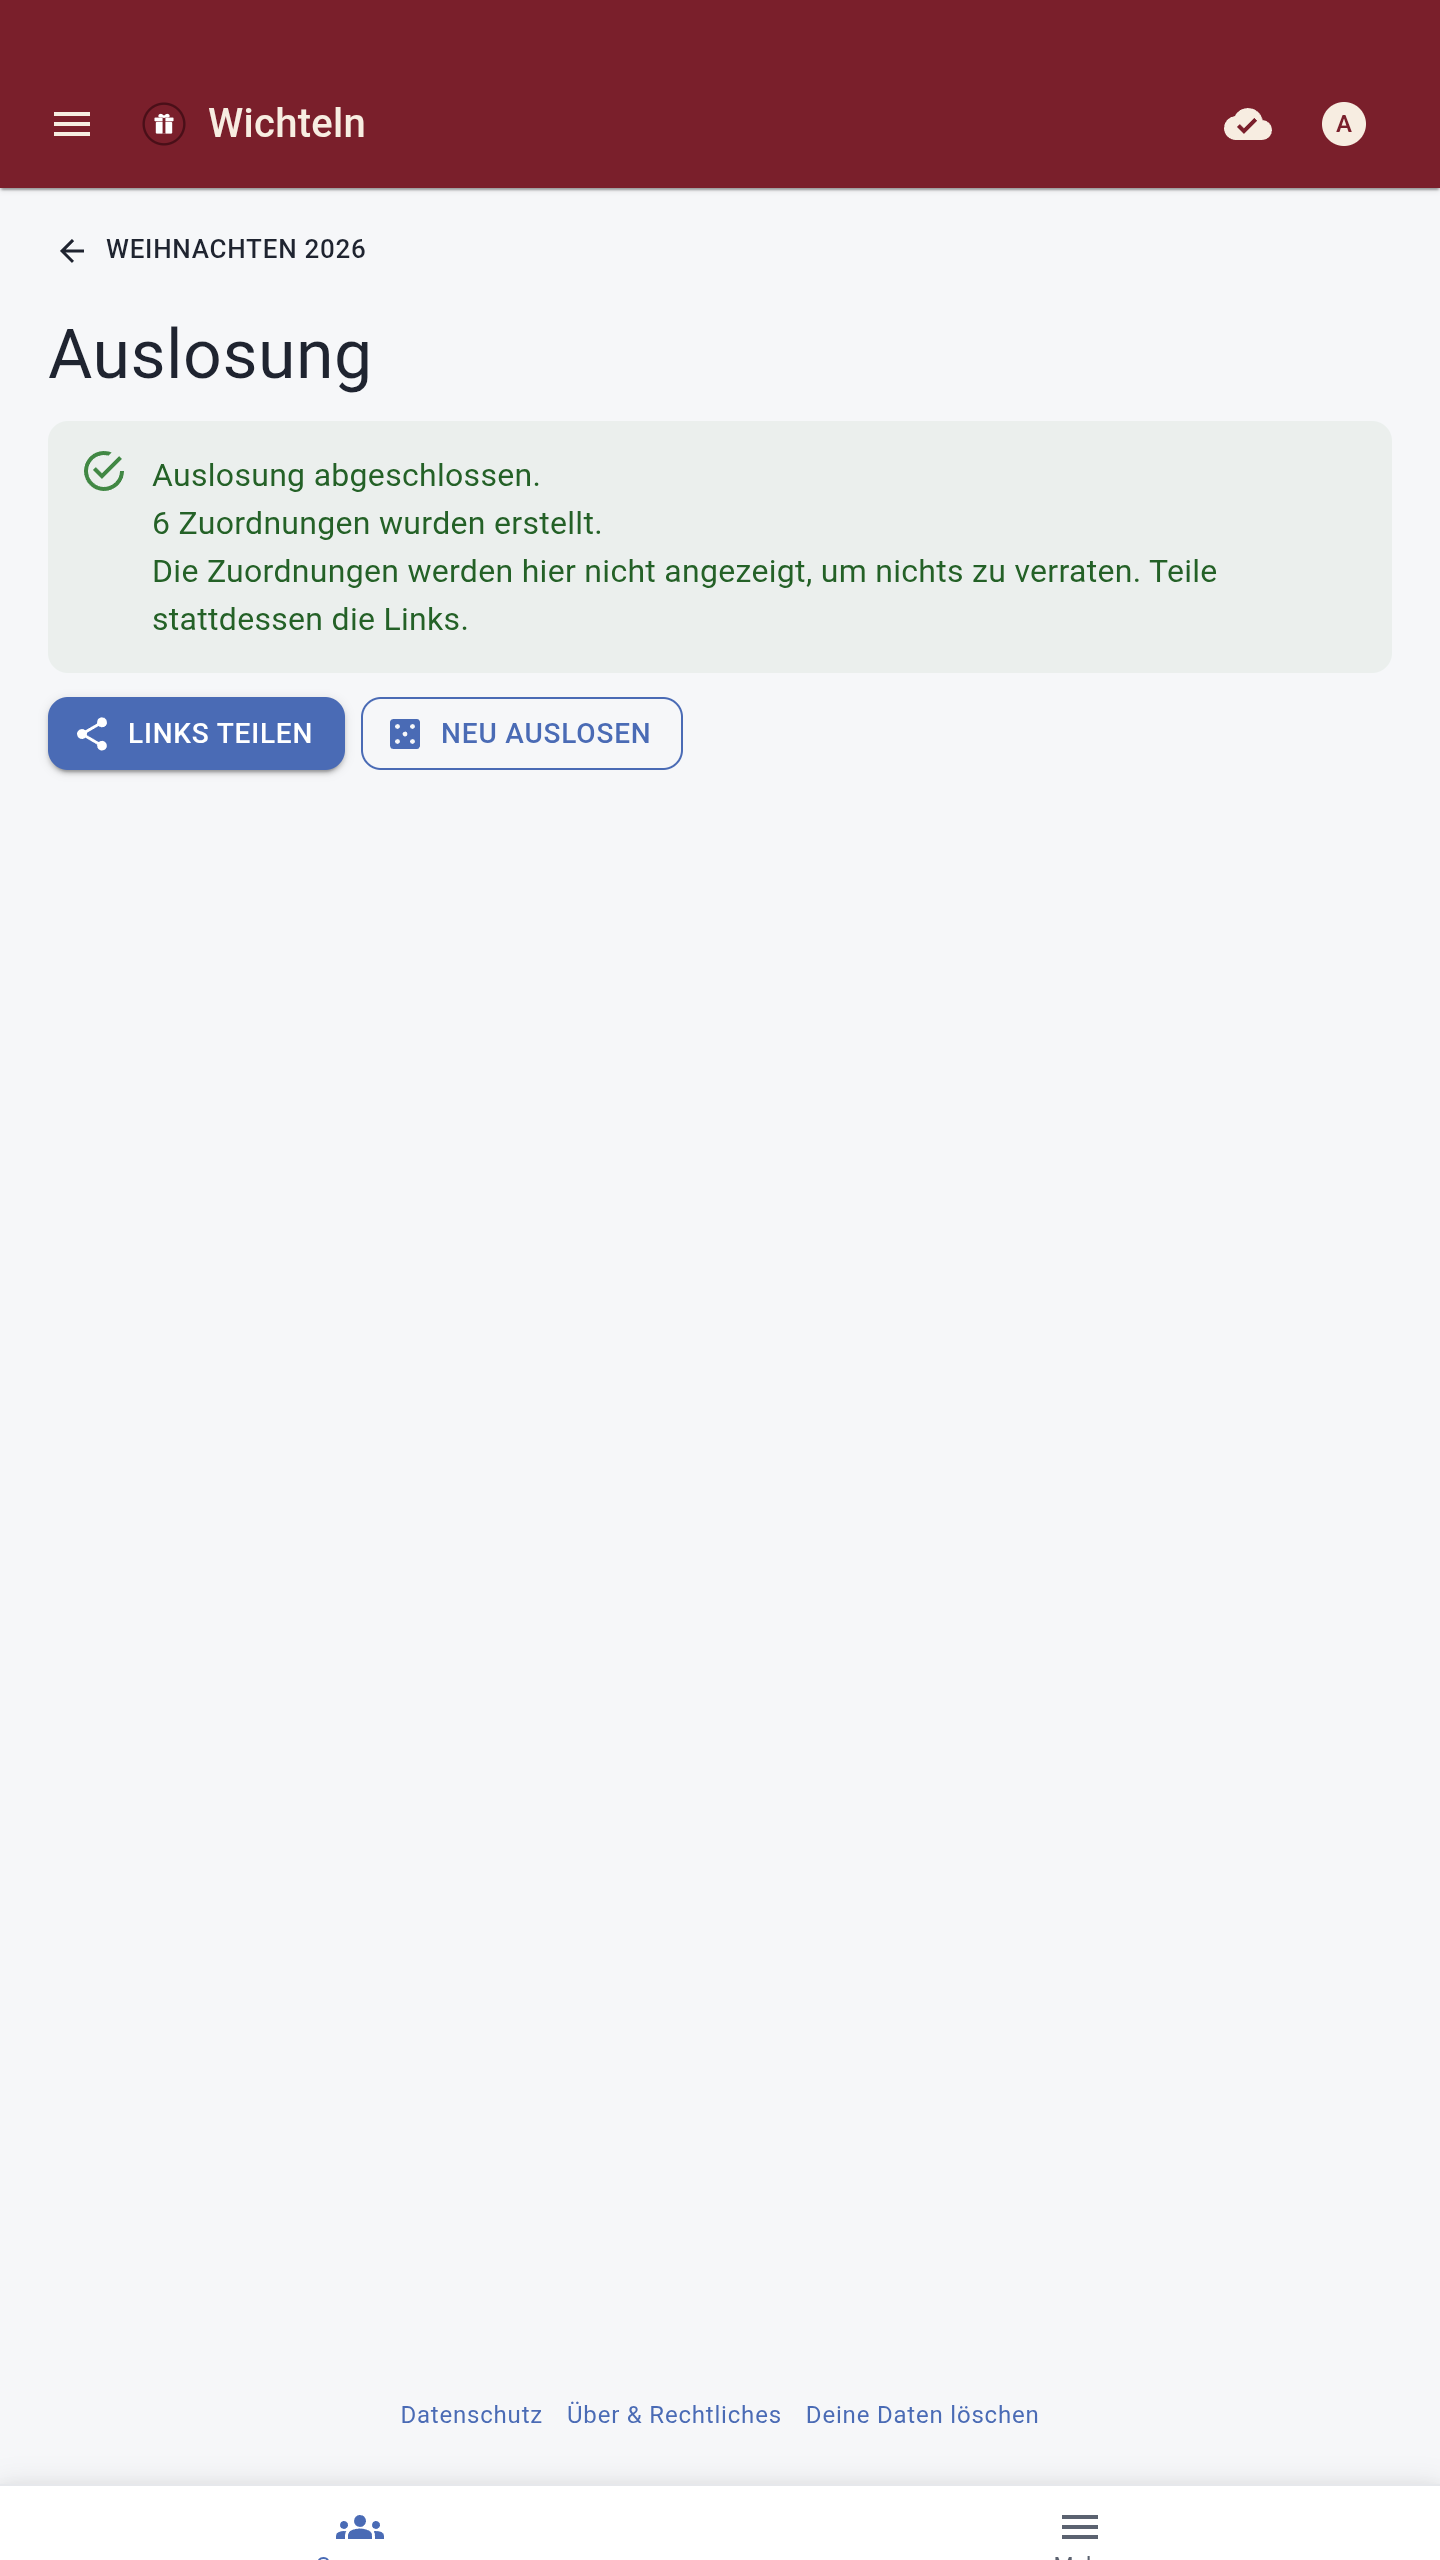 Wichteln
A
WEIHNACHTEN 2026
Auslosung
Auslosung abgeschlossen.
6 Zuordnungen wurden erstellt.
Die Zuordnungen werden hier nicht angezeigt, um nichts zu verraten. Teile
stattdessen die Links.
LINKS TEILEN
NEU AUSLOSEN
Datenschutz Über & Rechtliches Deine Daten löschen